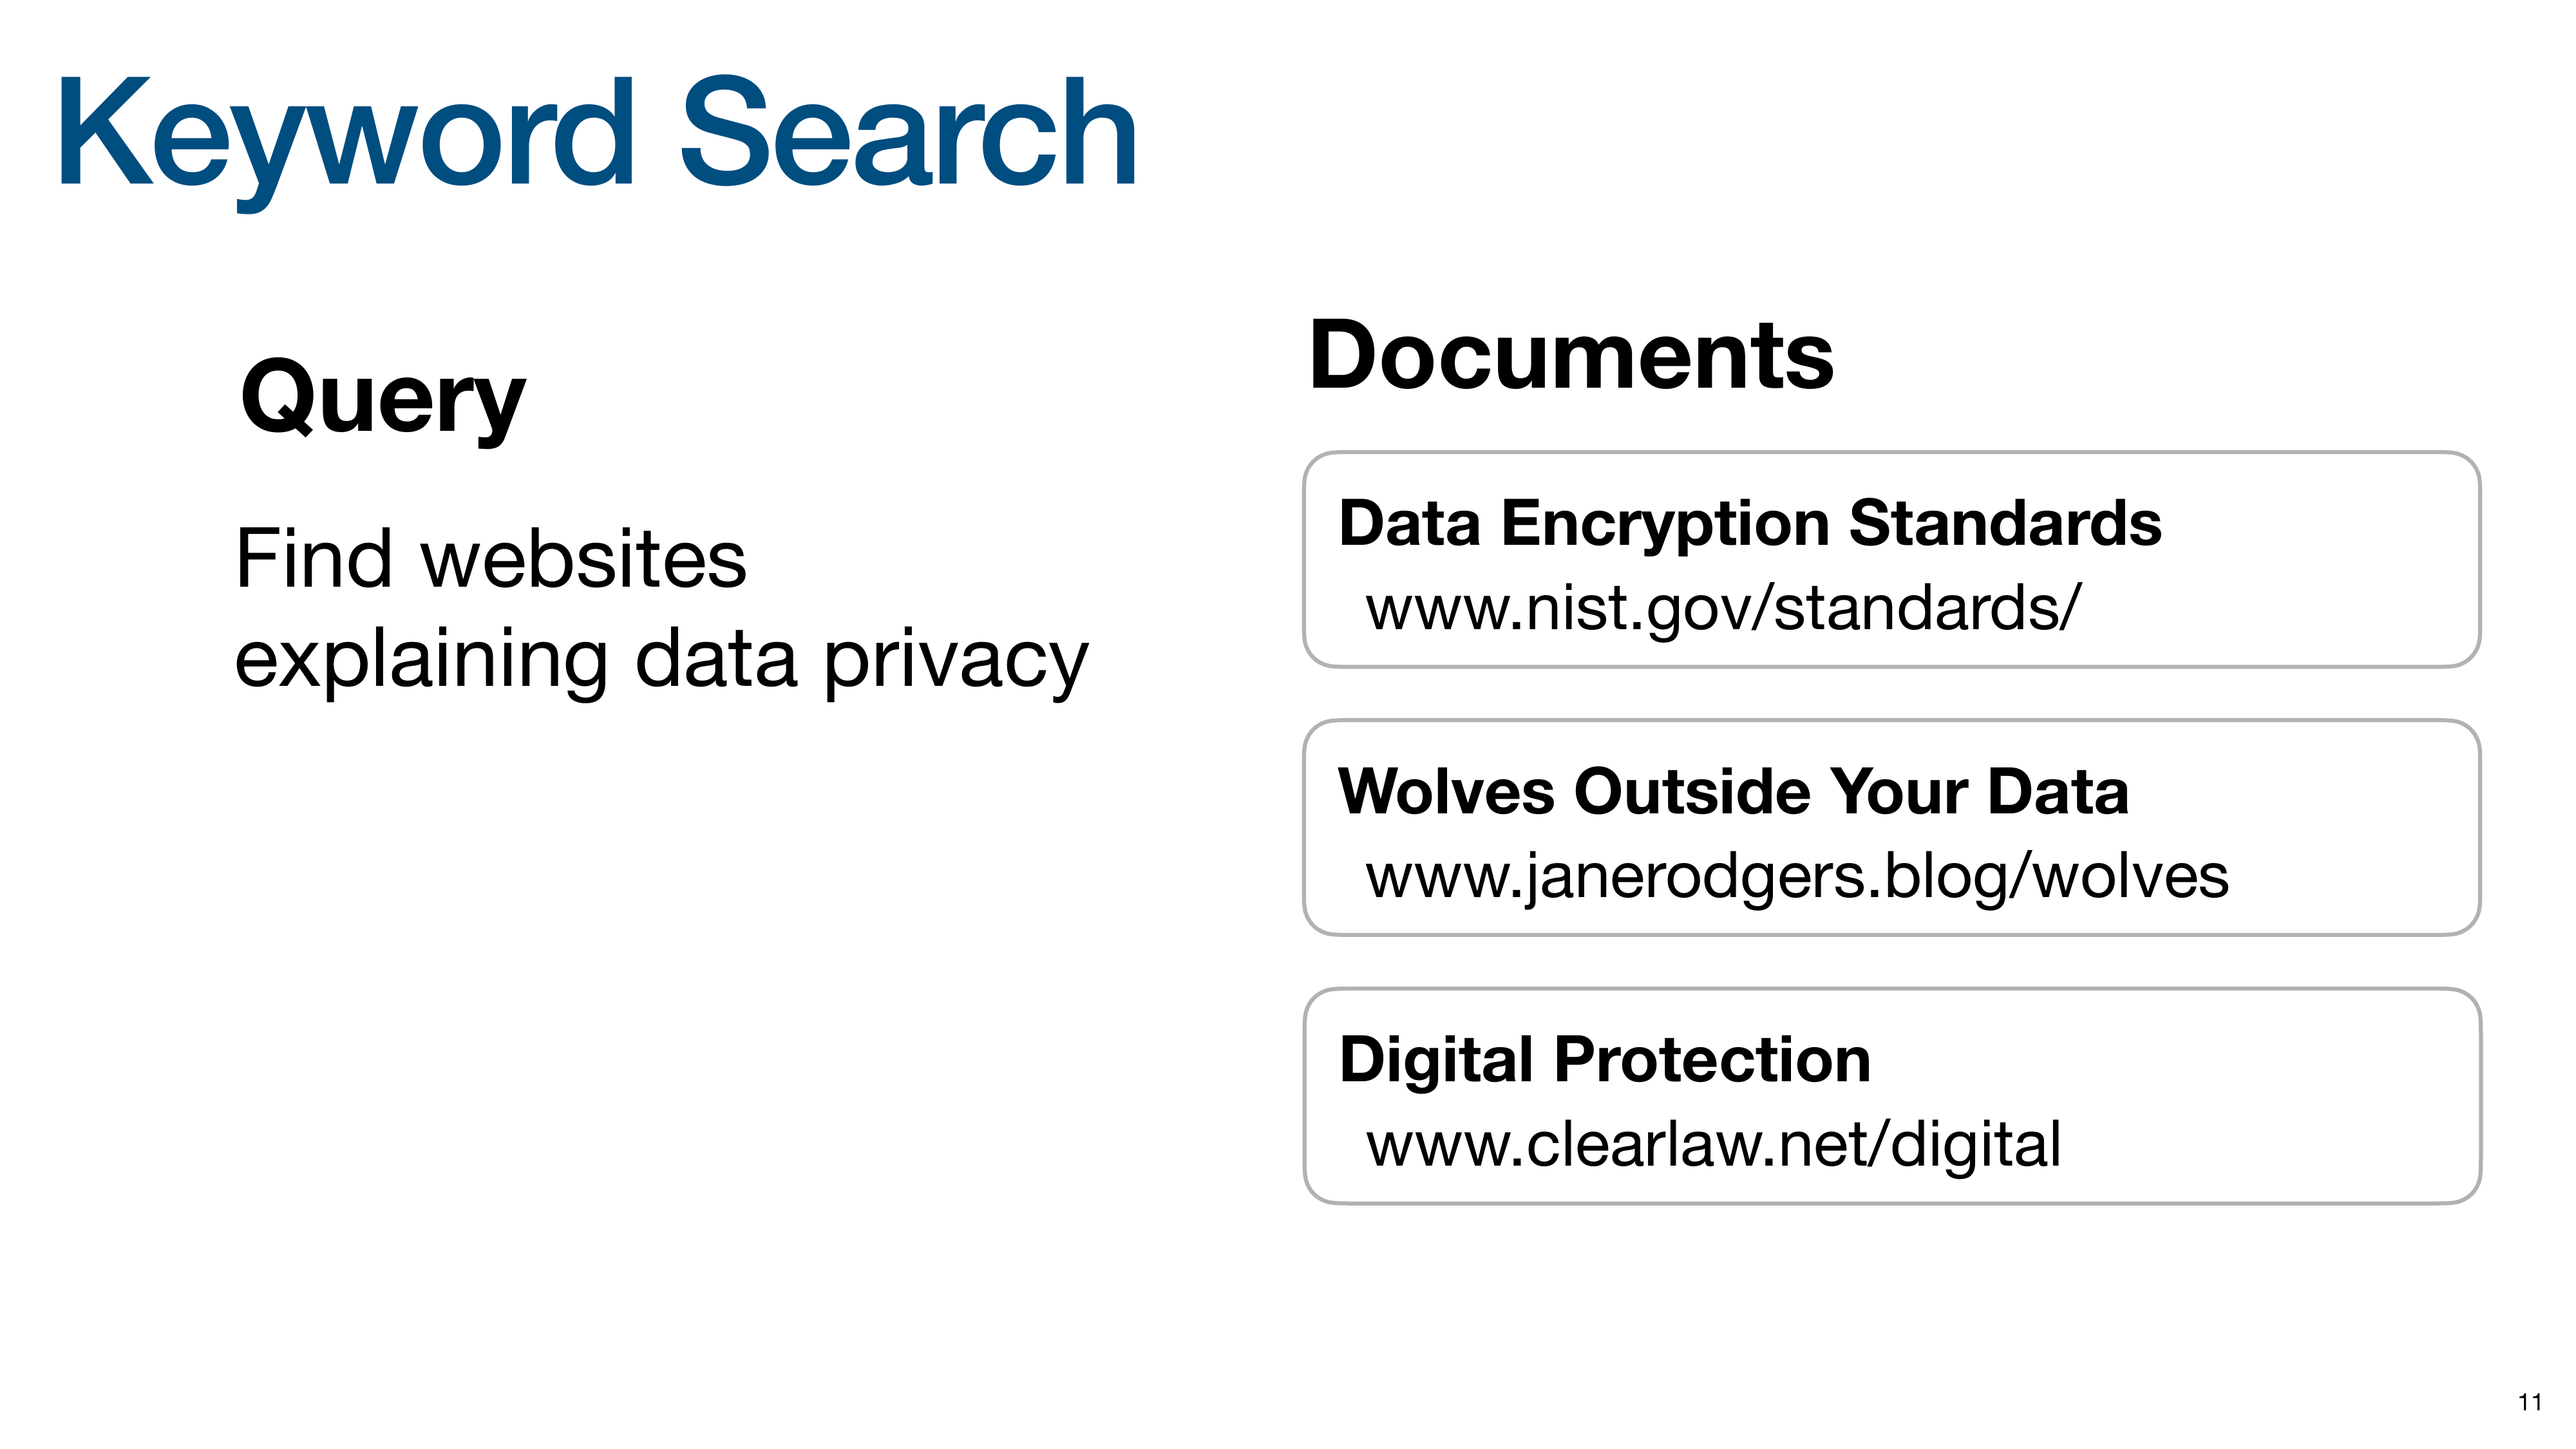 Keyword Search
Query
Find websites
explaining data privacy
Documents
Data Encryption Standards
www.nist.gov/standards/
Wolves Outside Your Data
www.janerodgers.blog/wolves
Digital Protection
www.clearlaw.net/digital
11